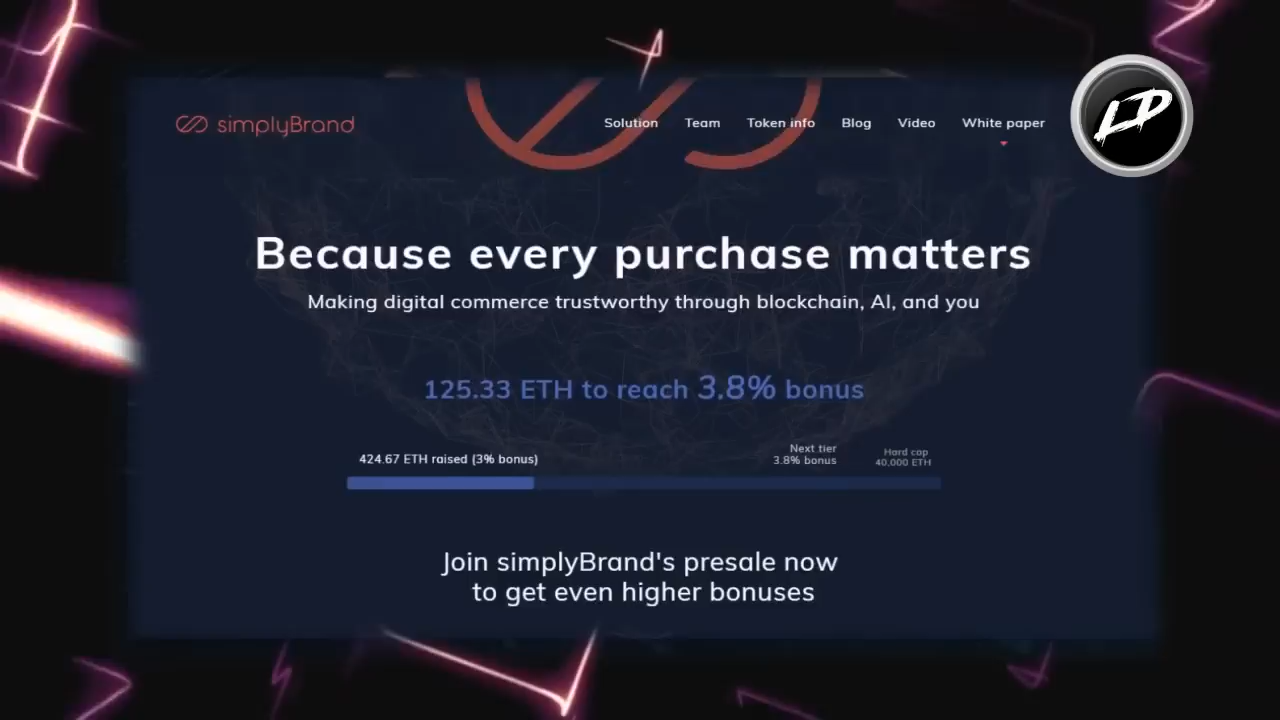 simplyBrand
Solution Team Token info Blog Video White paper
LP
Because every purchase matters
Making digital commerce trustworthy through blockchain, AI, and you
125.33 ETH to reach 3.8% bonus
424.67 ETH raised (3% bonus)
Next tier
3.8% bonus
Hard cap
40,000 ETH
Join simplyBrand's presale now
to get even higher bonuses